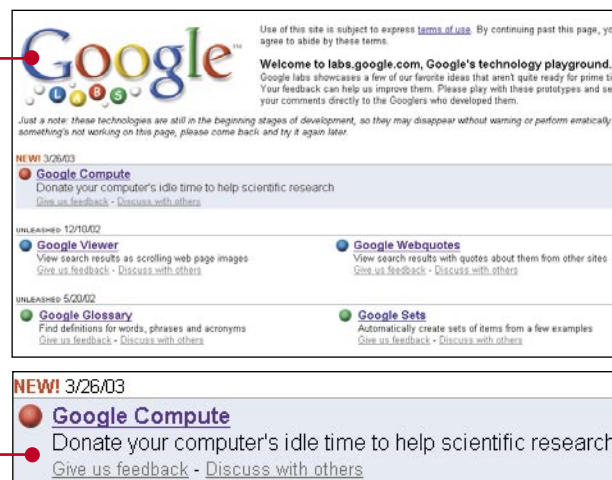 Google™
LABS
Use of this site is subject to express terms of use. By continuing past this page, yo
agree to abide by these terms.
Welcome to labs.google.com, Google's technology playground.
Google labs showcases a few of our favorite ideas that aren't quite ready for prime ti
Your feedback can help us improve them. Please play with these prototypes and se
your comments directly to the Googlers who developed them.
Just a note: these technologies are still in the beginning stages of development, so they may disappear without warning or perform erratically.
something's not working on this page, please come back and try it again later.
NEW! 3/26/03
Google Compute
Donate your computer's idle time to help scientific research
Give us feedback - Discuss with others
UNLEASHED 12/10/02
Google Viewer
View search results as scrolling web page images
Give us feedback - Discuss with others
Google Webquotes
View search results with quotes about them from other sites
Give us feedback - Discuss with others
UNLEASHED 5/20/02
Google Glossary
Find definitions for words, phrases and acronyms
Give us feedback - Discuss with others
Google Sets
Automatically create sets of items from a few examples
Give us feedback - Discuss with others
NEW! 3/26/03
Google Compute
Donate your computer's idle time to help scientific research
Give us feedback - Discuss with others